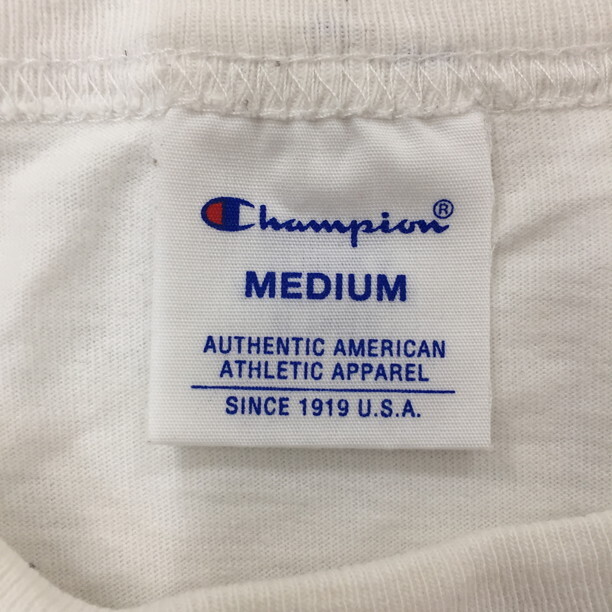 Champion®
MEDIUM
AUTHENTIC AMERICAN
ATHLETIC APPAREL
SINCE 1919 U.S.A.